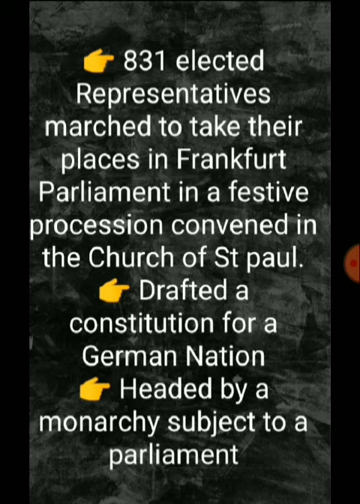 👉 831 elected
Representatives
marched to take their
places in Frankfurt
Parliament in a festive
procession convened in
the Church of St paul.
👉 Drafted a
constitution for a
German Nation
👉 Headed by a
monarchy subject to a
parliament